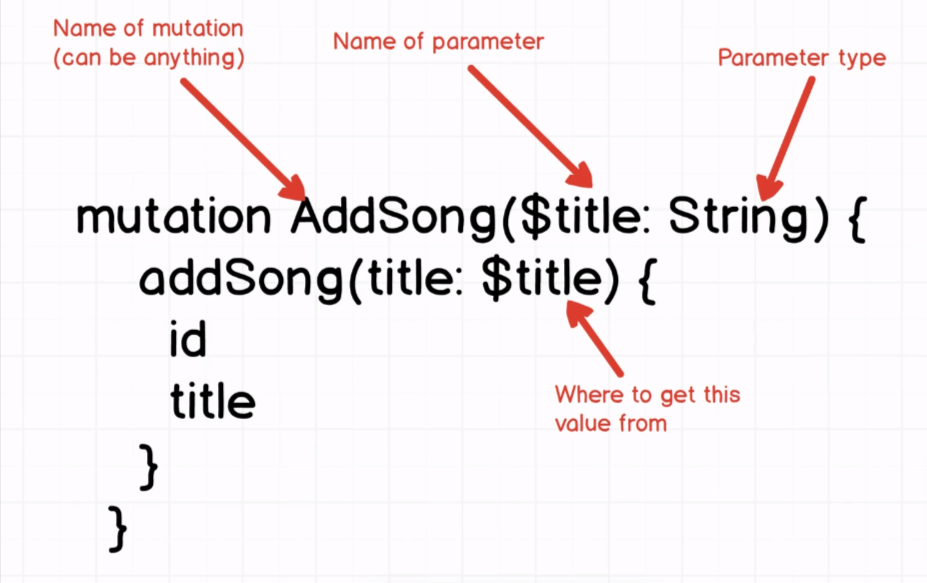 Name of mutation
(can be anything)
Name of parameter
Parameter type
mutation AddSong($title: String) {
addSong(title: $title) {
id
title
}
}
Where to get this
value from